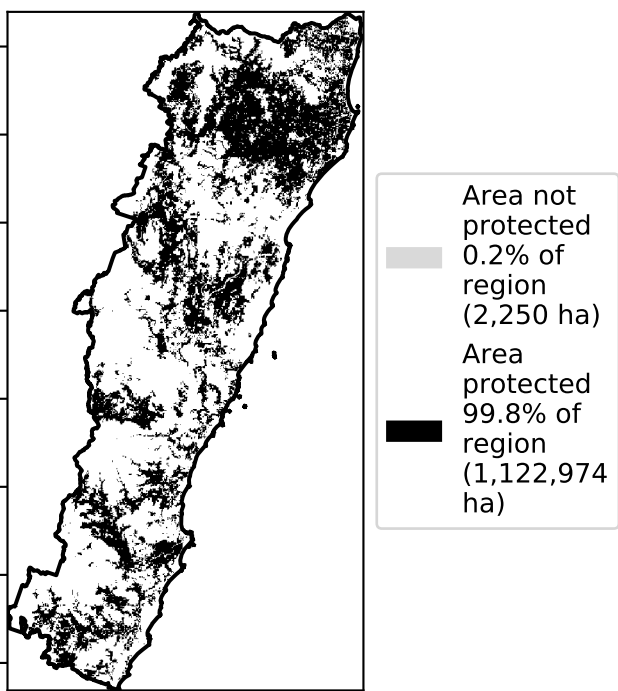 Area not
protected
0.2% of
region
(2,250 ha)
Area
protected
99.8% of
region
(1,122,974
ha)